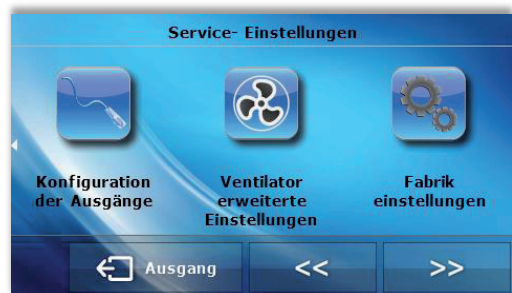 Service- Einstellungen
Konfiguration
der Ausgänge
Ventilator
erweiterte
Einstellungen
Fabrik
einstellungen
Ausgang
<<
>>